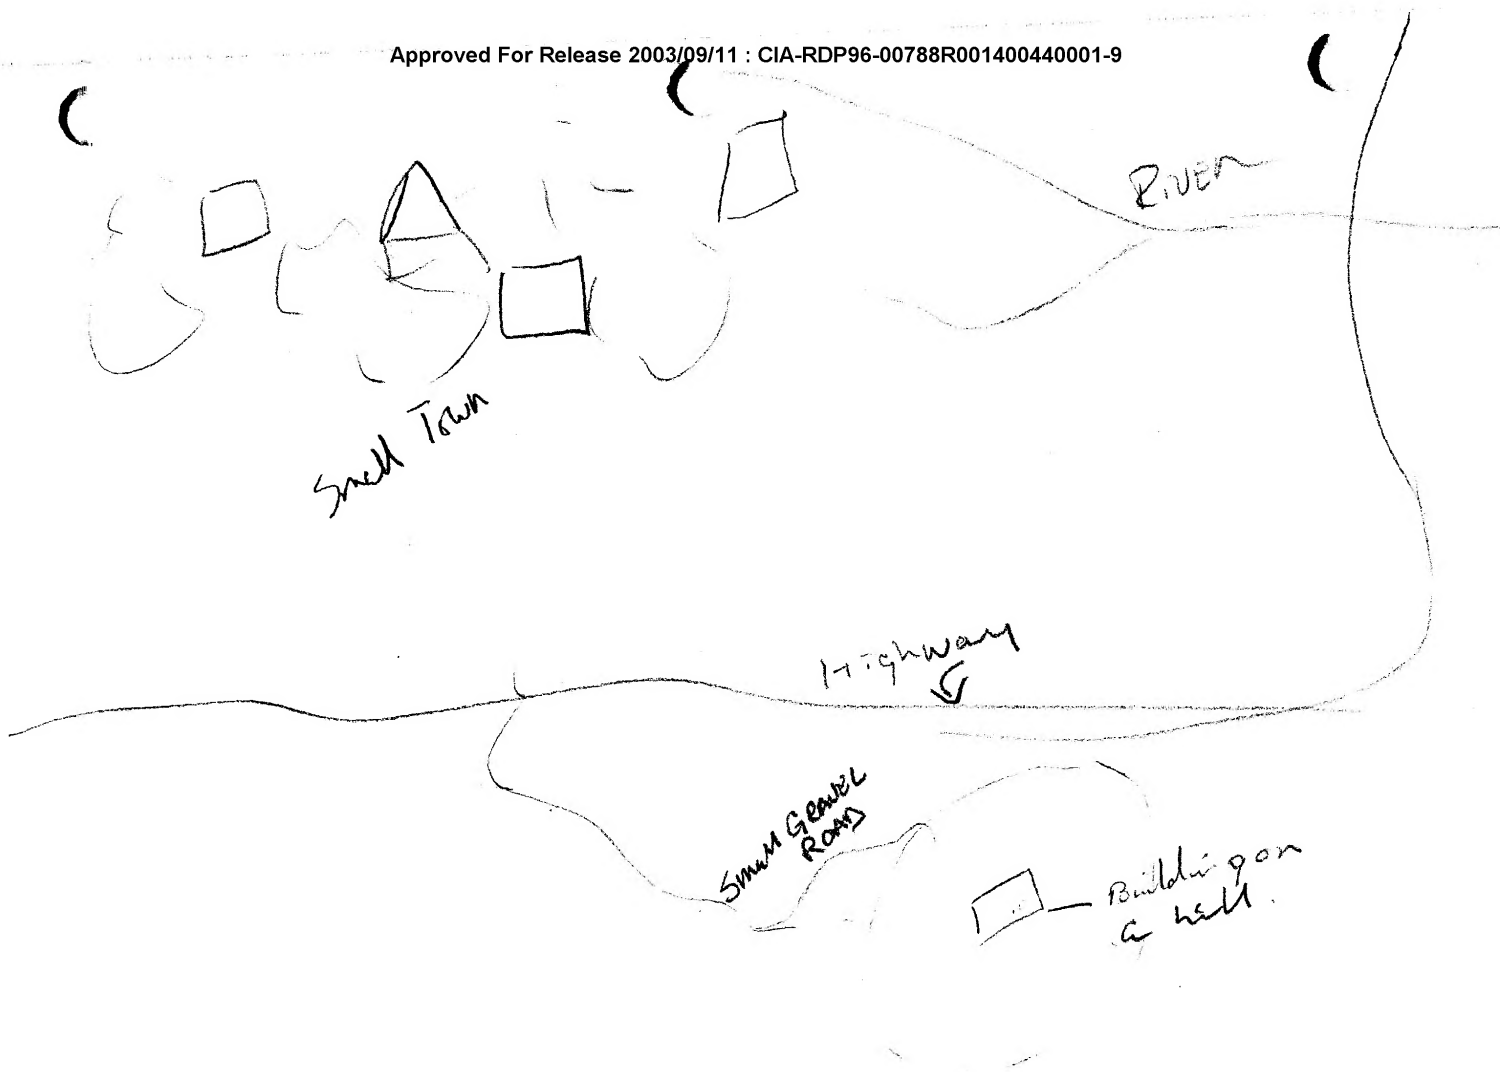 Approved For Release 2003/09/11 : CIA-RDP96-00788R001400440001-9
RIVER
Small Town
Highway
Small GRAVEL
ROAD
Building on
a hill.